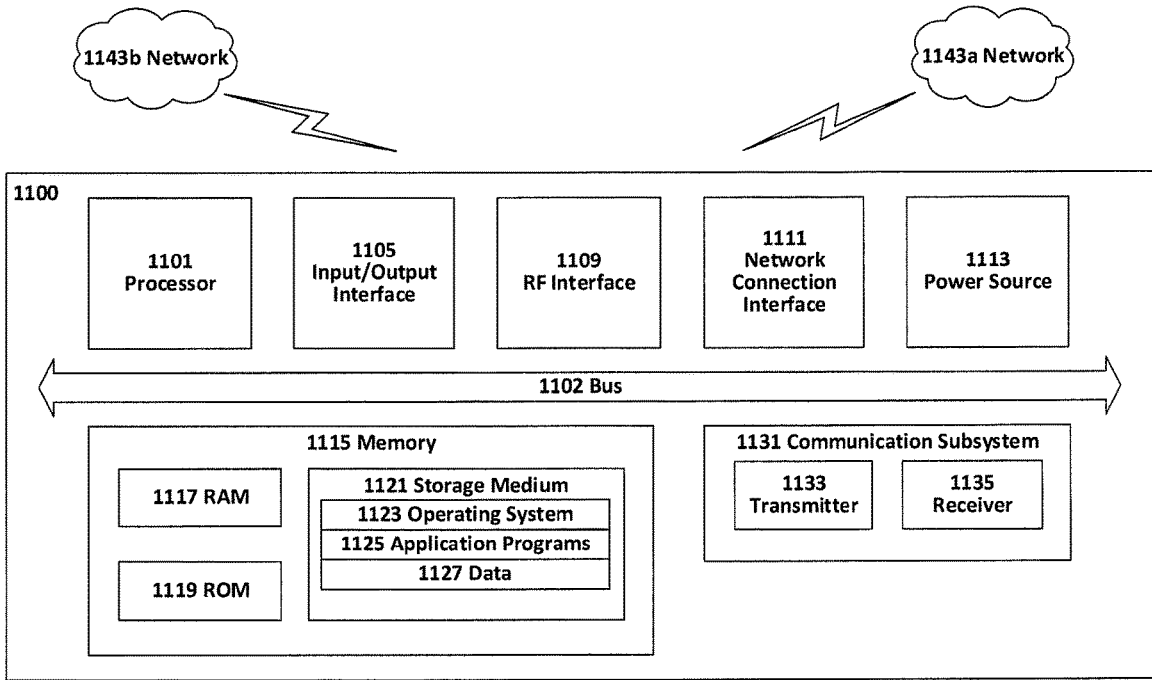 1143b Network
1143a Network
1100
1101
Processor
1105
Input/Output
Interface
1109
RF Interface
1111
Network
Connection
Interface
1113
Power Source
1102 Bus
1115 Memory
1117 RAM
1119 ROM
1121 Storage Medium
1123 Operating System
1125 Application Programs
1127 Data
1131 Communication Subsystem
1133
Transmitter
1135
Receiver